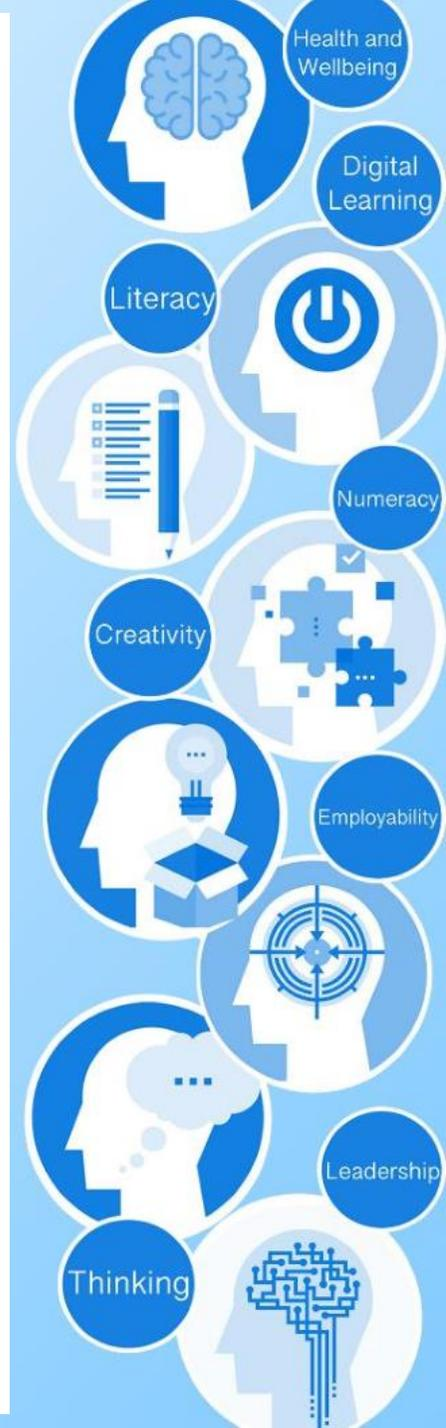 Health and
Wellbeing
Digital
Learning
Literacy
Numeracy
Creativity
Employability
Leadership
Thinking